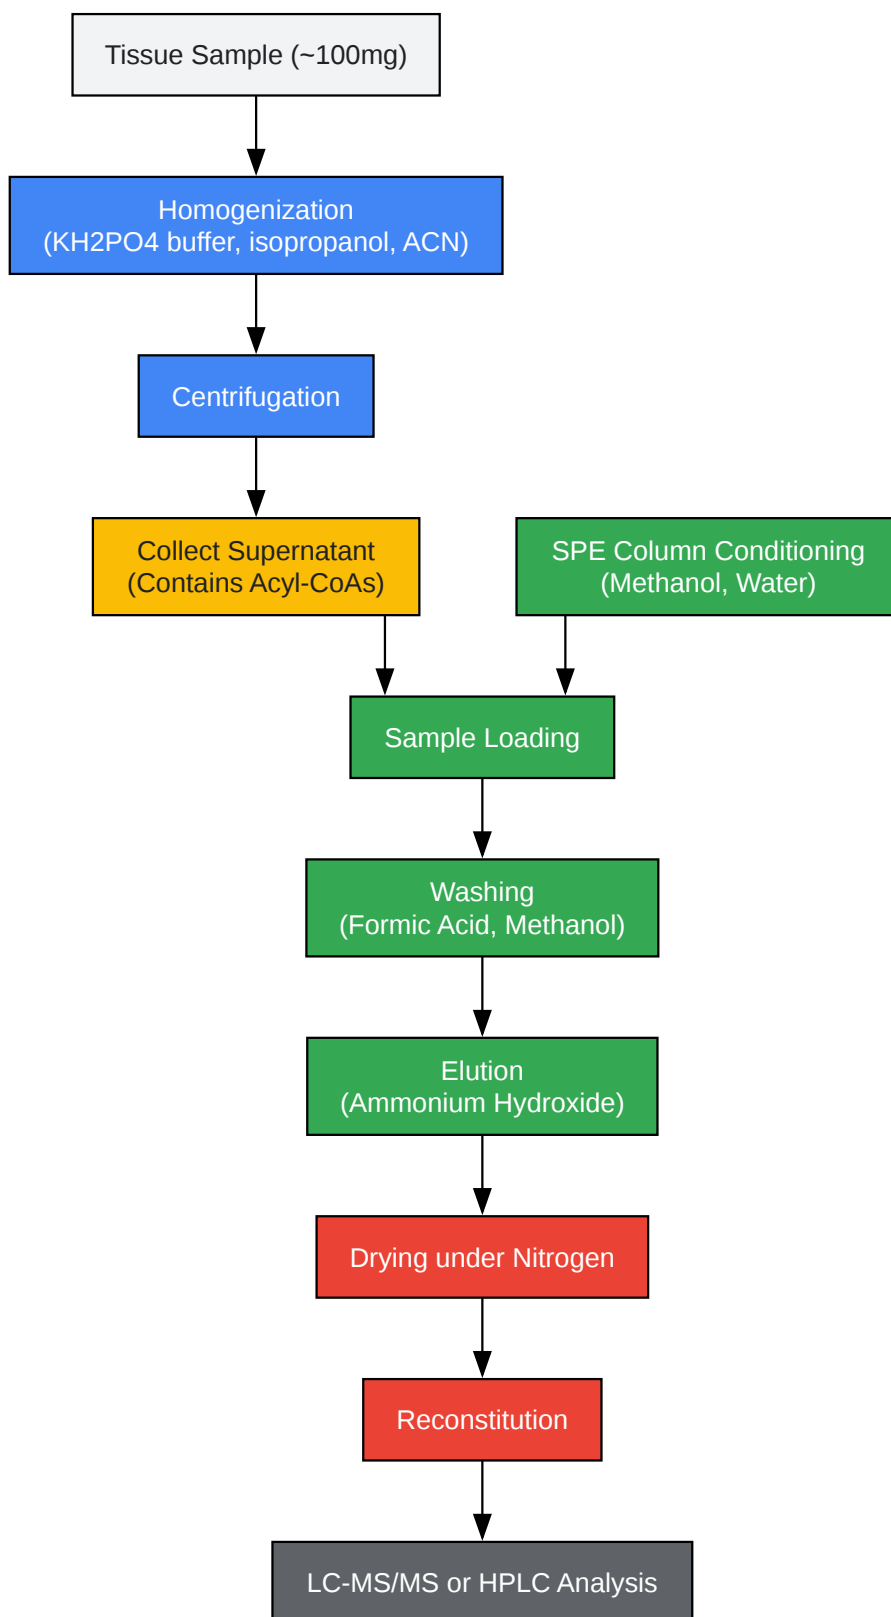 Tissue Sample (~100mg)
Homogenization
(KH2PO4 buffer, isopropanol, ACN)
Centrifugation
Collect Supernatant
(Contains Acyl-CoAs)
SPE Column Conditioning
(Methanol, Water)
Sample Loading
Washing
(Formic Acid, Methanol)
Elution
(Ammonium Hydroxide)
Drying under Nitrogen
Reconstitution
LC-MS/MS or HPLC Analysis